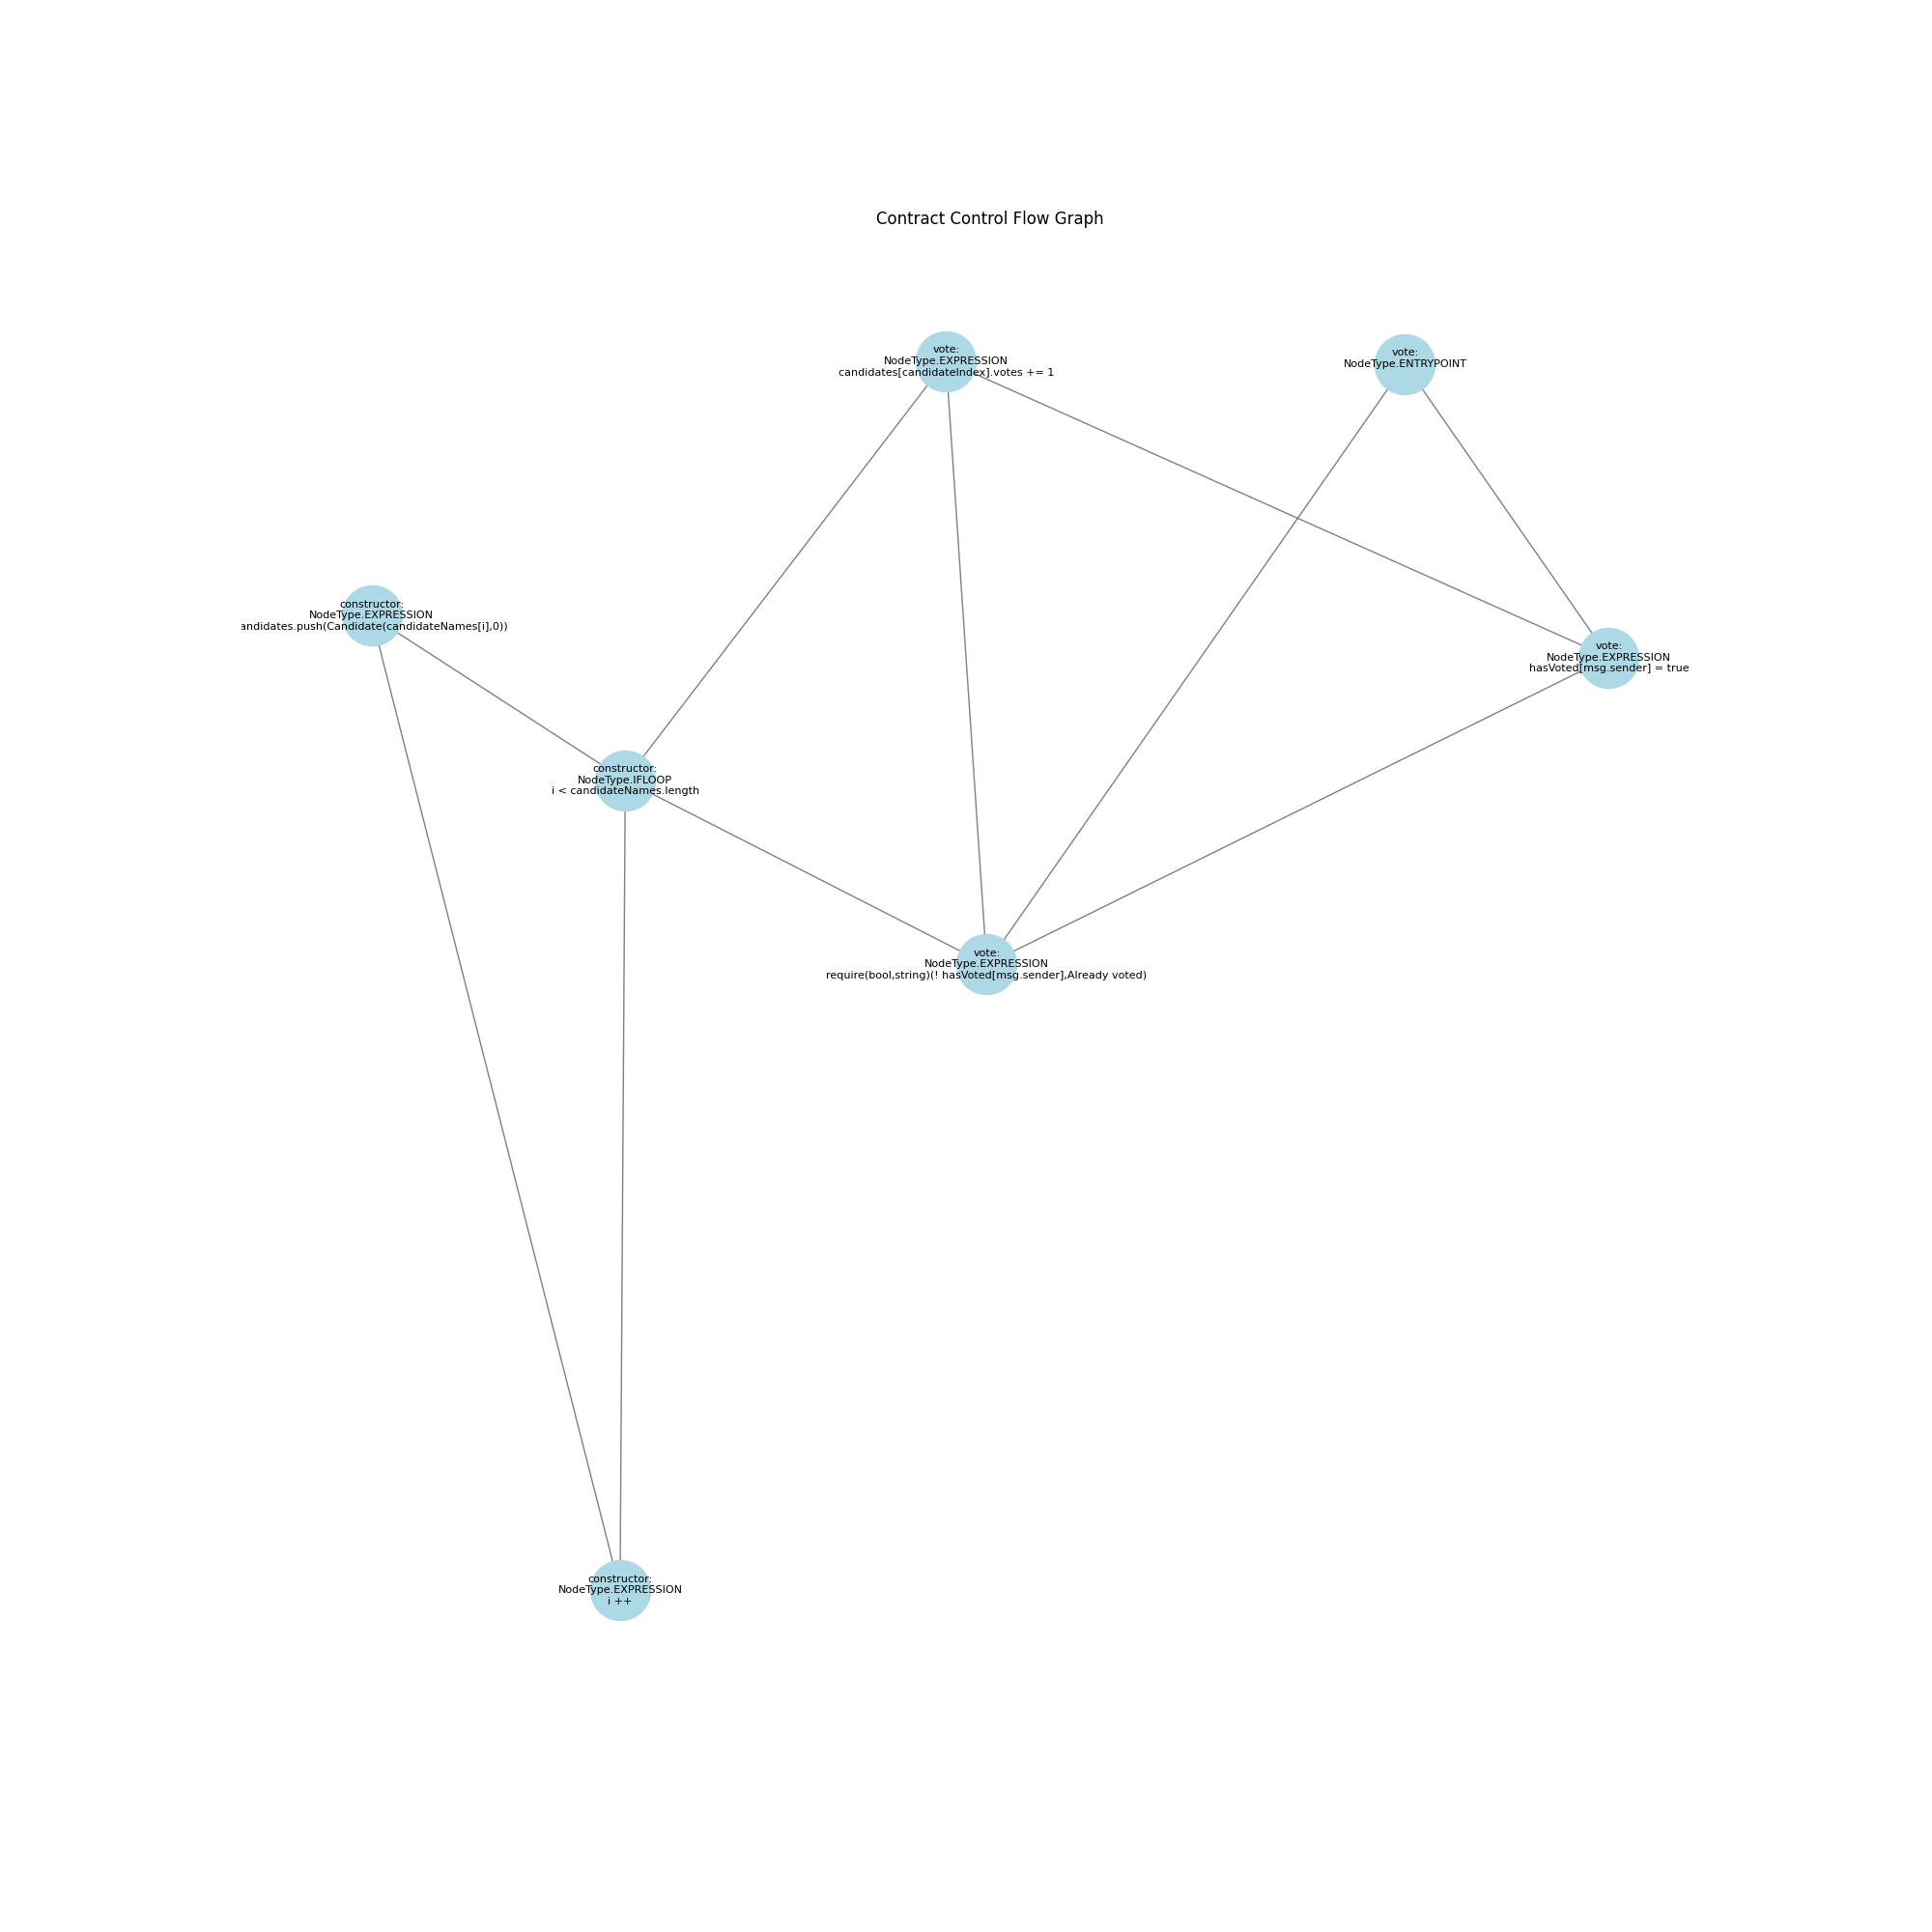 Contract Control Flow Graph
vote:
NodeType.EXPRESSION
candidates[candidateIndex].votes += 1
vote:
NodeType.ENTRYPOINT
constructor:
NodeType.EXPRESSION
andidates.push(Candidate(candidateNames[i],0))
vote:
NodeType.EXPRESSION
hasVoted[msg.sender] = true
constructor:
NodeType.IFLOOP
i < candidateNames.length
vote:
NodeType.EXPRESSION
require(bool,string)(! hasVoted[msg.sender],Already voted)
constructor:
NodeType.EXPRESSION
i ++